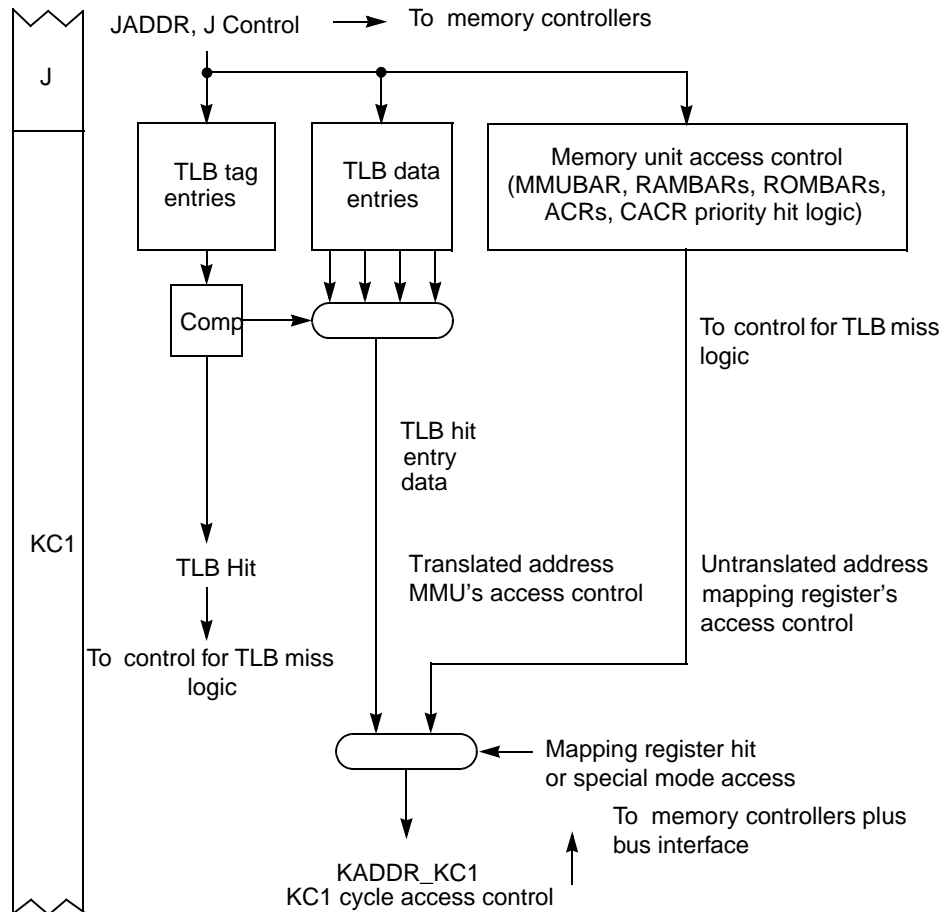 JADDR, J Control
To memory controllers
J
TLB tag
entries
TLB data
entries
Memory unit access control
(MMUBAR, RAMBARs, ROMBARs,
ACRs, CACR priority hit logic)
Comp
To control for TLB miss
logic
TLB hit
entry
data
KC1
TLB Hit
Translated address
MMU's access control
Untranslated address
mapping register's
access control
To control for TLB miss
logic
Mapping register hit
or special mode access
To memory controllers plus
bus interface
KADDR_KC1
KC1 cycle access control